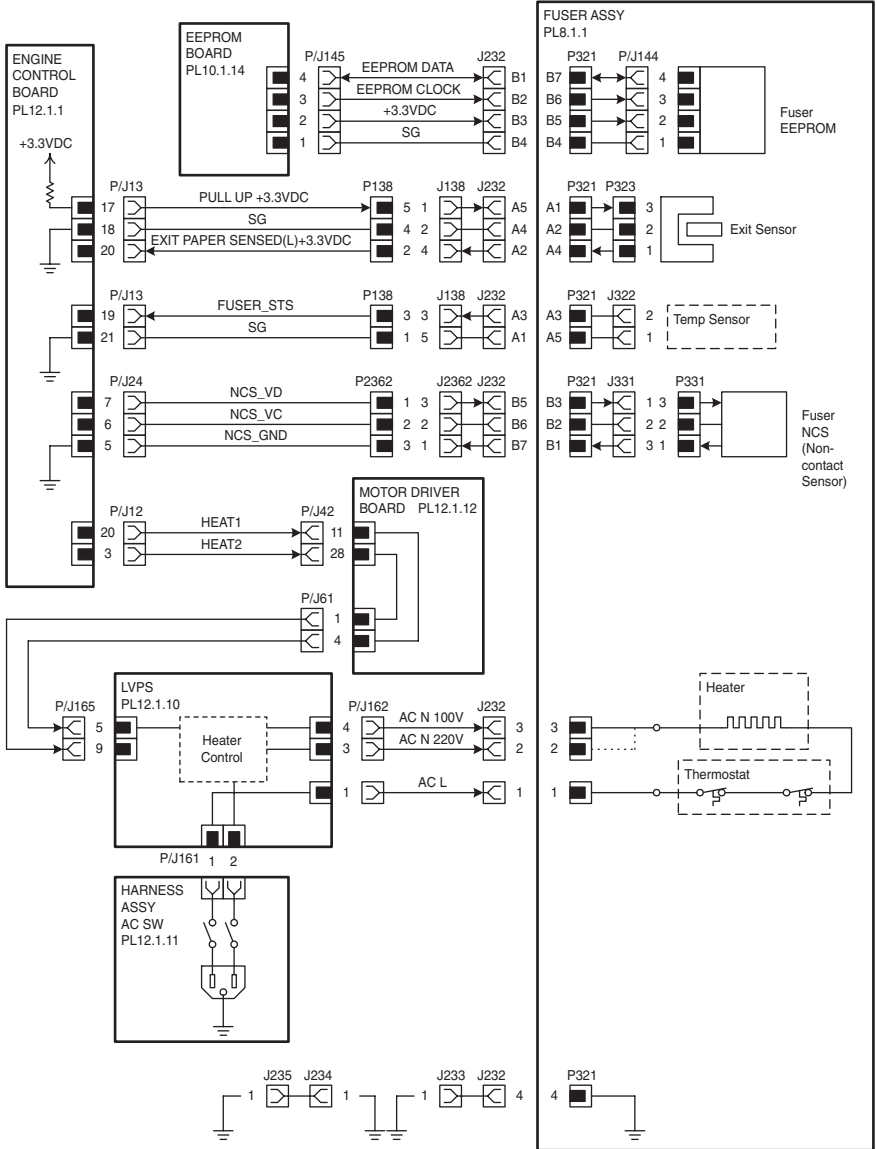 FUSER ASSY
PL8.1.1
EEPROM
BOARD
PL10.1.14
P/J145 J232 P321 P/J144
4 EEPROM DATA B1 B7 4
3 EEPROM CLOCK B2 B6 3
2 +3.3VDC B3 B5 2
1 SG B4 B4 1
Fuser
EEPROM
ENGINE
CONTROL
BOARD
PL12.1.1
+3.3VDC
P/J13 P138 J138 J232 P321 P323
17 PULL UP +3.3VDC 5 1 A5 A1 3
18 SG 4 2 A4 A2 2
20 EXIT PAPER SENSED(L)+3.3VDC 2 4 A2 A4 1
Exit Sensor
P/J13 P138 J138 J232 P321 J322
19 FUSER_STS 3 3 A3 A3 2
21 SG 1 5 A1 A5 1
Temp Sensor
P/J24 P2362 J2362 J232 P321 J331 P331
7 NCS_VD 1 3 B5 B3 1 3
6 NCS_VC 2 2 B6 B2 2 2
5 NCS_GND 3 1 B7 B1 3 1
Fuser
NCS
(Non-
contact
Sensor)
MOTOR DRIVER
BOARD PL12.1.12
P/J12 P/J42
20 HEAT1 11
3 HEAT2 28
P/J61
1
4
LVPS
PL12.1.10
Heater
Control
P/J165
5
9
P/J162 J232
4 AC N 100V 3 3
3 AC N 220V 2 2
1 AC L 1 1
Heater
Thermostat
P/J161 1 2
HARNESS
ASSY
AC SW
PL12.1.11
J235 J234 J233 J232 P321
1 1 1 4 4